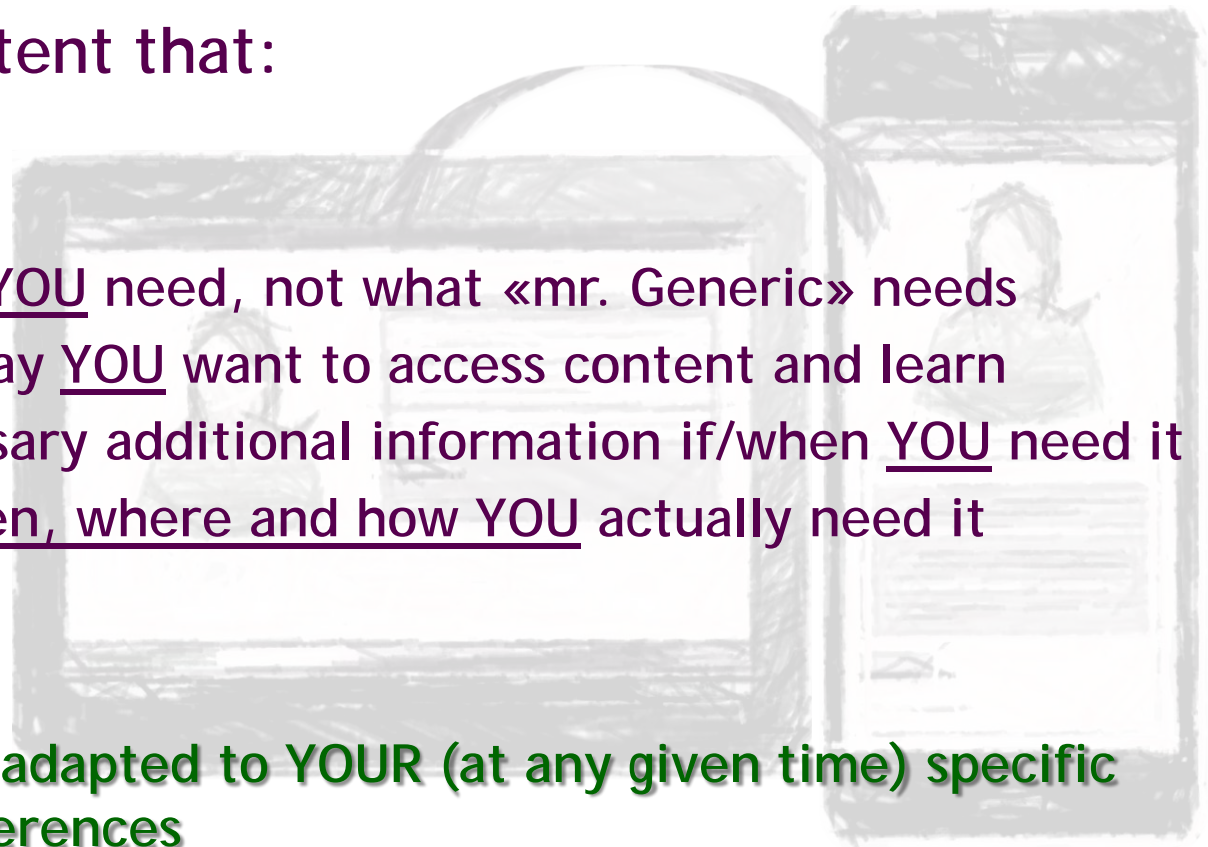 tent that:
YOU need, not what «mr. Generic» needs
ay YOU want to access content and learn
sary additional information if/when YOU need it
en, where and how YOU actually need it
adapted to YOUR (at any given time) specific
erences